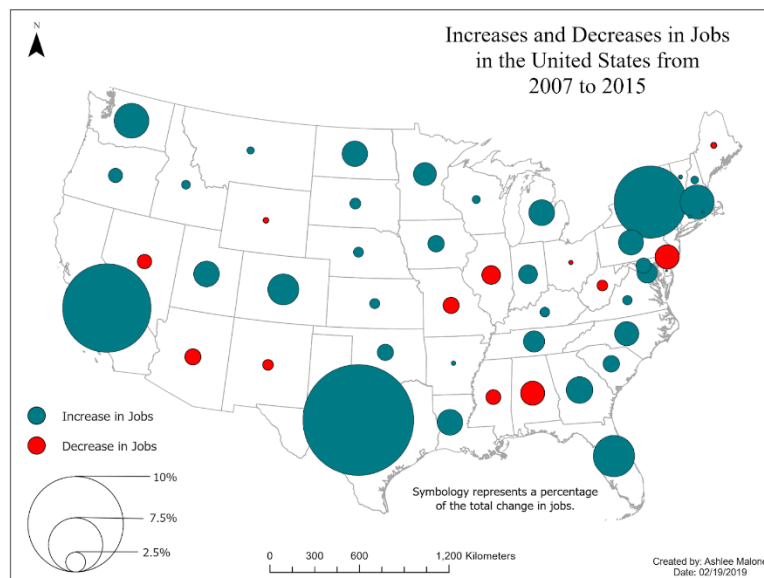 N
Increases and Decreases in Jobs
in the United States from
2007 to 2015
Increase in Jobs
Decrease in Jobs
10%
7.5%
2.5%
Symbology represents a percentage
of the total change in jobs.
0 300 600 1,200 Kilometers
Created by: Ashlee Malone
Date: 02/19/2019